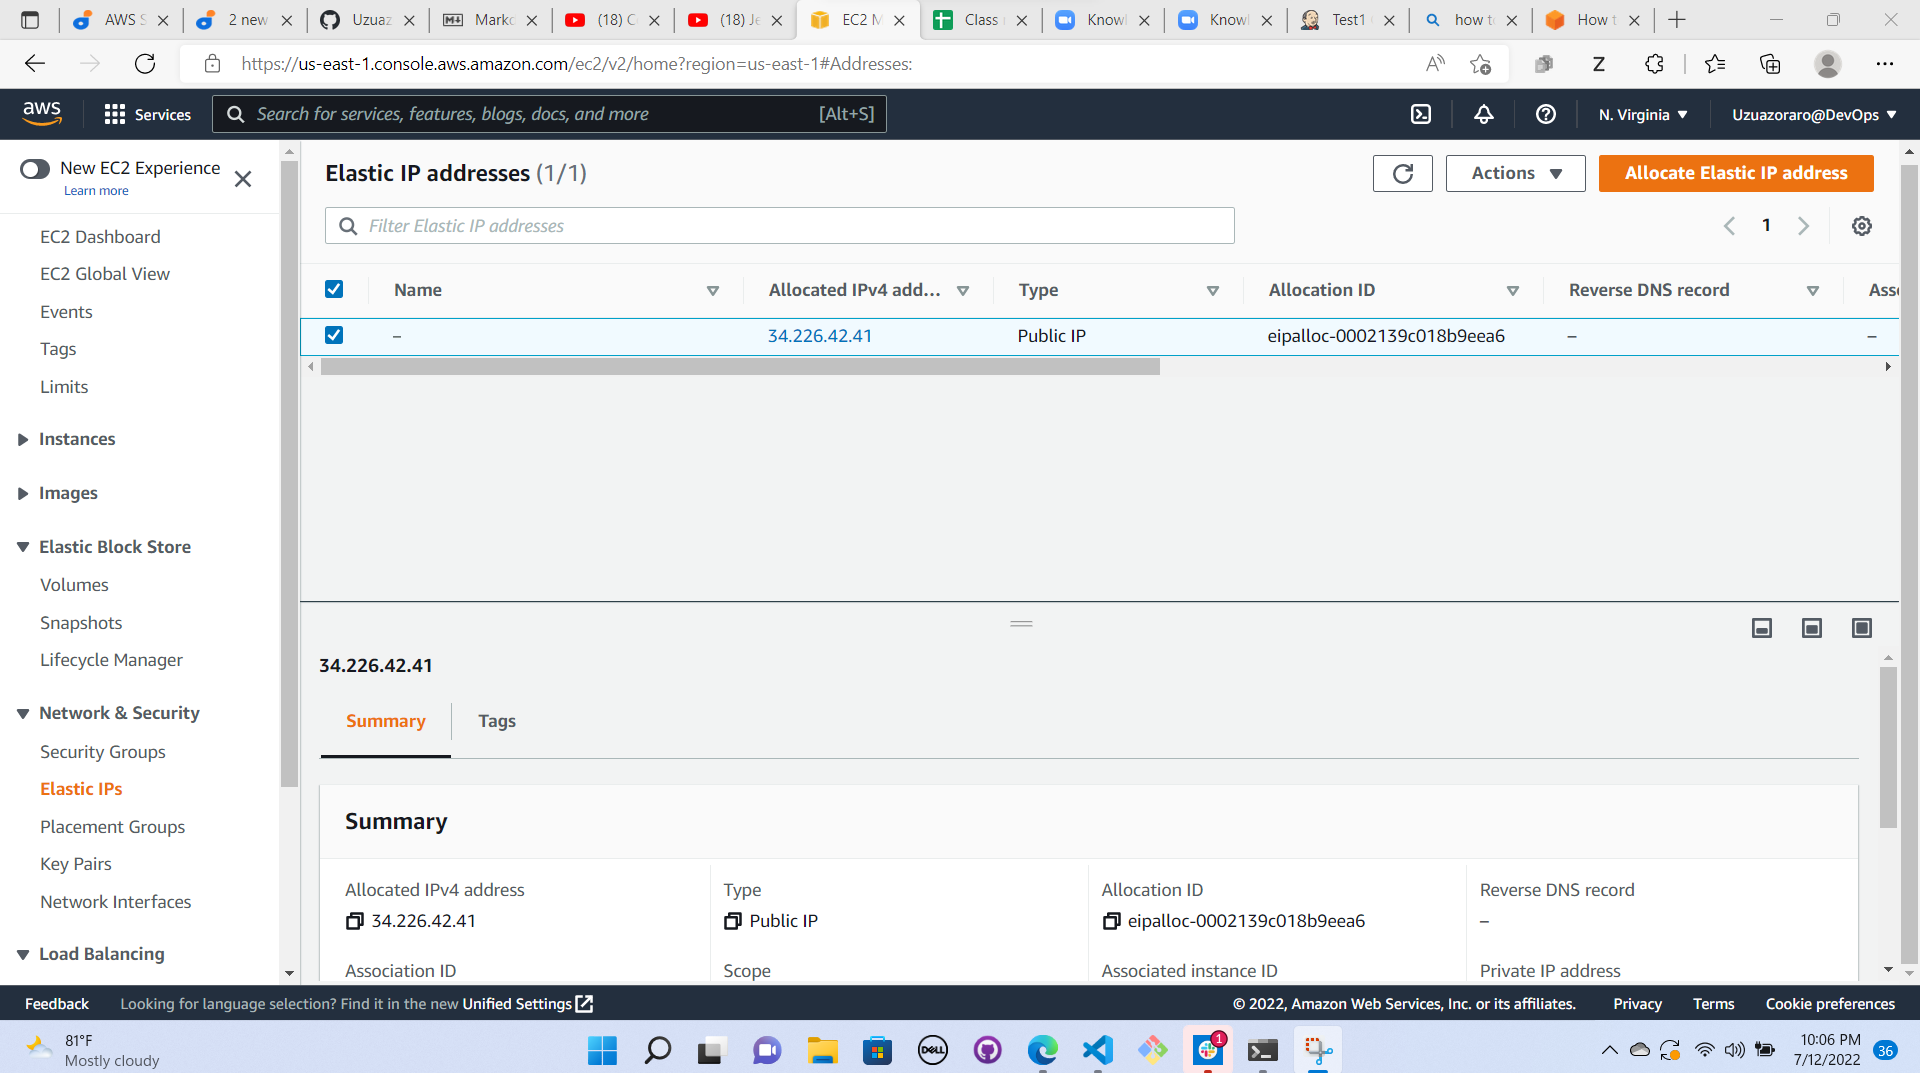 AWS S
2 new
Uzuaz
Marko
(18) C
(18) Je
EC2 M
Class
Knowl
Knowl
Test1
how t
How t
https://us-east-1.console.aws.amazon.com/ec2/v2/home?region=us-east-1#Addresses:
Z
aws
Services
Search for services, features, blogs, docs, and more
[Alt+S]
N. Virginia
Uzuazoraro@DevOps
New EC2 Experience
Learn more
EC2 Dashboard
EC2 Global View
Events
Tags
Limits
Instances
Images
Elastic Block Store
Volumes
Snapshots
Lifecycle Manager
Network & Security
Security Groups
Elastic IPs
Placement Groups
Key Pairs
Network Interfaces
Load Balancing
Elastic IP addresses (1/1)
Actions
Allocate Elastic IP address
Filter Elastic IP addresses
1
Name
Allocated IPv4 add...
Type
Allocation ID
Reverse DNS record
Asso
–
34.226.42.41
Public IP
eipalloc-0002139c018b9eea6
–
–
34.226.42.41
Summary
Tags
Summary
Allocated IPv4 address
34.226.42.41
Type
Public IP
Allocation ID
eipalloc-0002139c018b9eea6
Reverse DNS record
–
Association ID
Scope
Associated instance ID
Private IP address
Feedback
Looking for language selection? Find it in the new Unified Settings
© 2022, Amazon Web Services, Inc. or its affiliates.
Privacy
Terms
Cookie preferences
81°F
Mostly cloudy
DELL
1
10:06 PM
7/12/2022
36